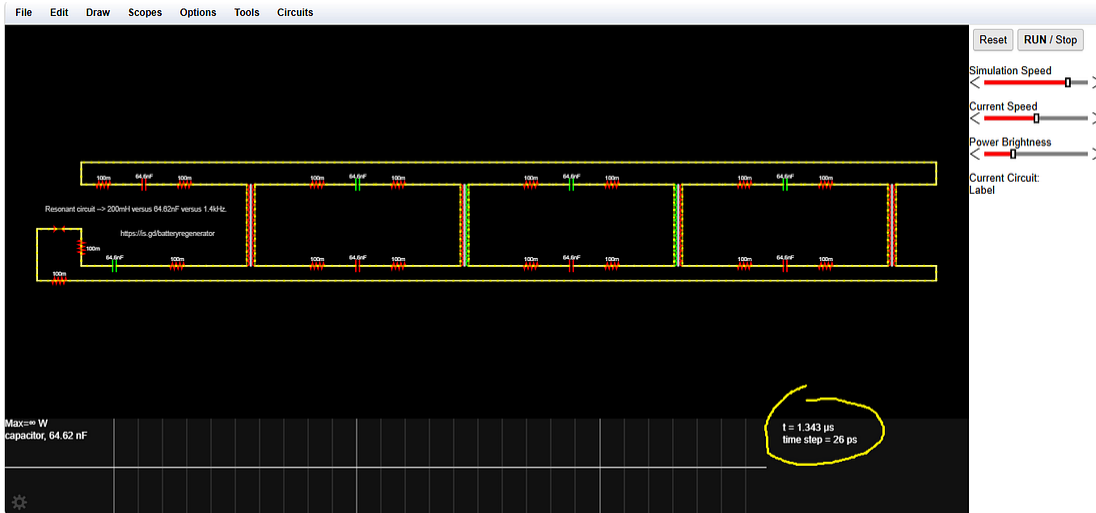 File Edit Draw Scopes Options Tools Circuits
Reset RUN / Stop
Simulation Speed
Current Speed
Power Brightness
Current Circuit:
Label
100m 64.6nF 100m 100m 64.6nF 100m 100m 64.6nF 100m 100m 64.6nF 100m
Resonant circuit --> 200mH versus 64.62nF versus 1.4kHz.
https://is.gd/batteryregenerator
100m
64.6nF 100m 100m 64.6nF 100m 100m 64.6nF 100m 100m 64.6nF 100m
100m
Max=∞ W
capacitor, 64.62 nF
t = 1.343 μs
time step = 26 ps